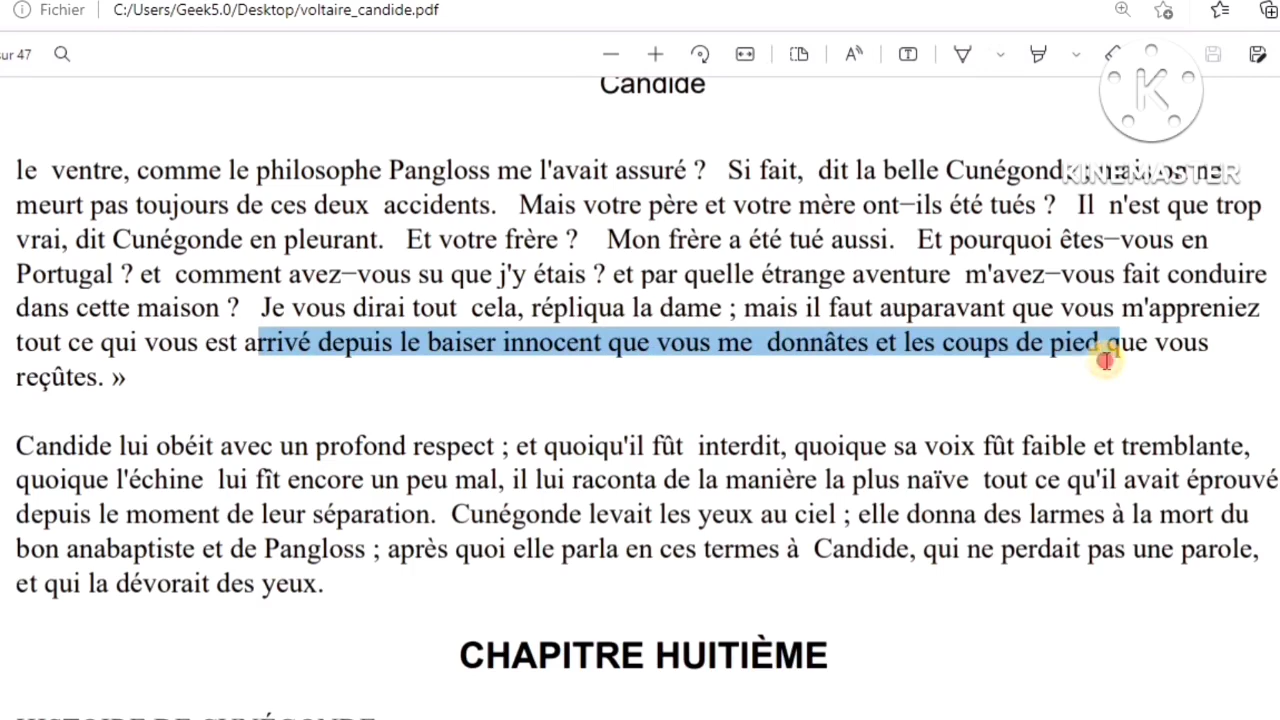 Fichier C:/Users/Geek5.0/Desktop/voltaire_candide.pdf
sur 47
Candide
K
KINEMASTER
le ventre, comme le philosophe Pangloss me l'avait assuré ? Si fait, dit la belle Cunégonde ; mais on ne
meurt pas toujours de ces deux accidents. Mais votre père et votre mère ont−ils été tués ? Il n'est que trop
vrai, dit Cunégonde en pleurant. Et votre frère ? Mon frère a été tué aussi. Et pourquoi êtes−vous en
Portugal ? et comment avez−vous su que j'y étais ? et par quelle étrange aventure m'avez−vous fait conduire
dans cette maison ? Je vous dirai tout cela, répliqua la dame ; mais il faut auparavant que vous m'appreniez
tout ce qui vous est arrivé depuis le baiser innocent que vous me donnâtes et les coups de pied que vous
reçûtes. »
Candide lui obéit avec un profond respect ; et quoiqu'il fût interdit, quoique sa voix fût faible et tremblante,
quoique l'échine lui fît encore un peu mal, il lui raconta de la manière la plus naïve tout ce qu'il avait éprouvé
depuis le moment de leur séparation. Cunégonde levait les yeux au ciel ; elle donna des larmes à la mort du
bon anabaptiste et de Pangloss ; après quoi elle parla en ces termes à Candide, qui ne perdait pas une parole,
et qui la dévorait des yeux.
CHAPITRE HUITIÈME
HISTOIRE DE CUNÉGONDE